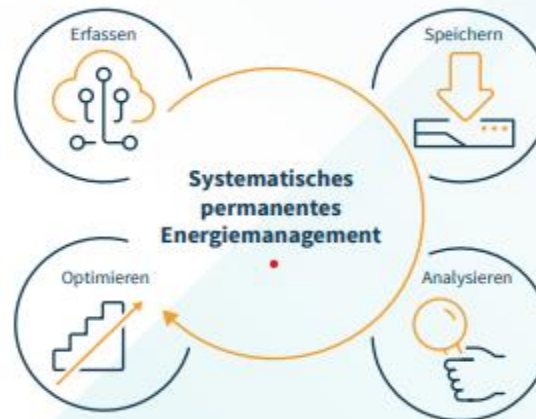 Erfassen
Speichern
Systematisches
permanentes
Energiemanagement
Optimieren
Analysieren